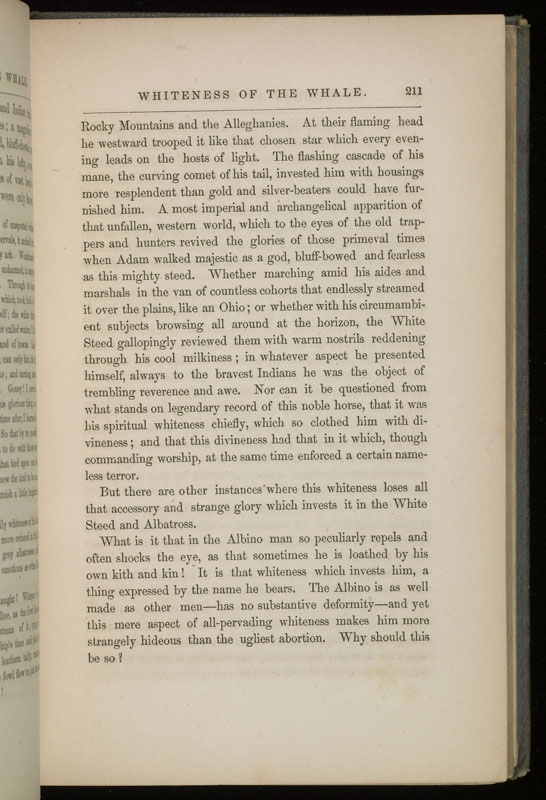 WHITENESS OF THE WHALE. 211
Rocky Mountains and the Alleghanies. At their flaming head
he westward trooped it like that chosen star which every even-
ing leads on the hosts of light. The flashing cascade of his
mane, the curving comet of his tail, invested him with housings
more resplendent than gold and silver-beaters could have fur-
nished him. A most imperial and archangelical apparition of
that unfallen, western world, which to the eyes of the old trap-
pers and hunters revived the glories of those primeval times
when Adam walked majestic as a god, bluff-bowed and fearless
as this mighty steed. Whether marching amid his aides and
marshals in the van of countless cohorts that endlessly streamed
it over the plains, like an Ohio; or whether with his circumambi-
ent subjects browsing all around at the horizon, the White
Steed gallopingly reviewed them with warm nostrils reddening
through his cool milkiness; in whatever aspect he presented
himself, always to the bravest Indians he was the object of
trembling reverence and awe. Nor can it be questioned from
what stands on legendary record of this noble horse, that it was
his spiritual whiteness chiefly, which so clothed him with di-
vineness; and that this divineness had that in it which, though
commanding worship, at the same time enforced a certain name-
less terror.
But there are other instances where this whiteness loses all
that accessory and strange glory which invests it in the White
Steed and Albatross.
What is it that in the Albino man so peculiarly repels and
often shocks the eye, as that sometimes he is loathed by his
own kith and kin! It is that whiteness which invests him, a
thing expressed by the name he bears. The Albino is as well
made as other men—has no substantive deformity—and yet
this mere aspect of all-pervading whiteness makes him more
strangely hideous than the ugliest abortion. Why should this
be so?